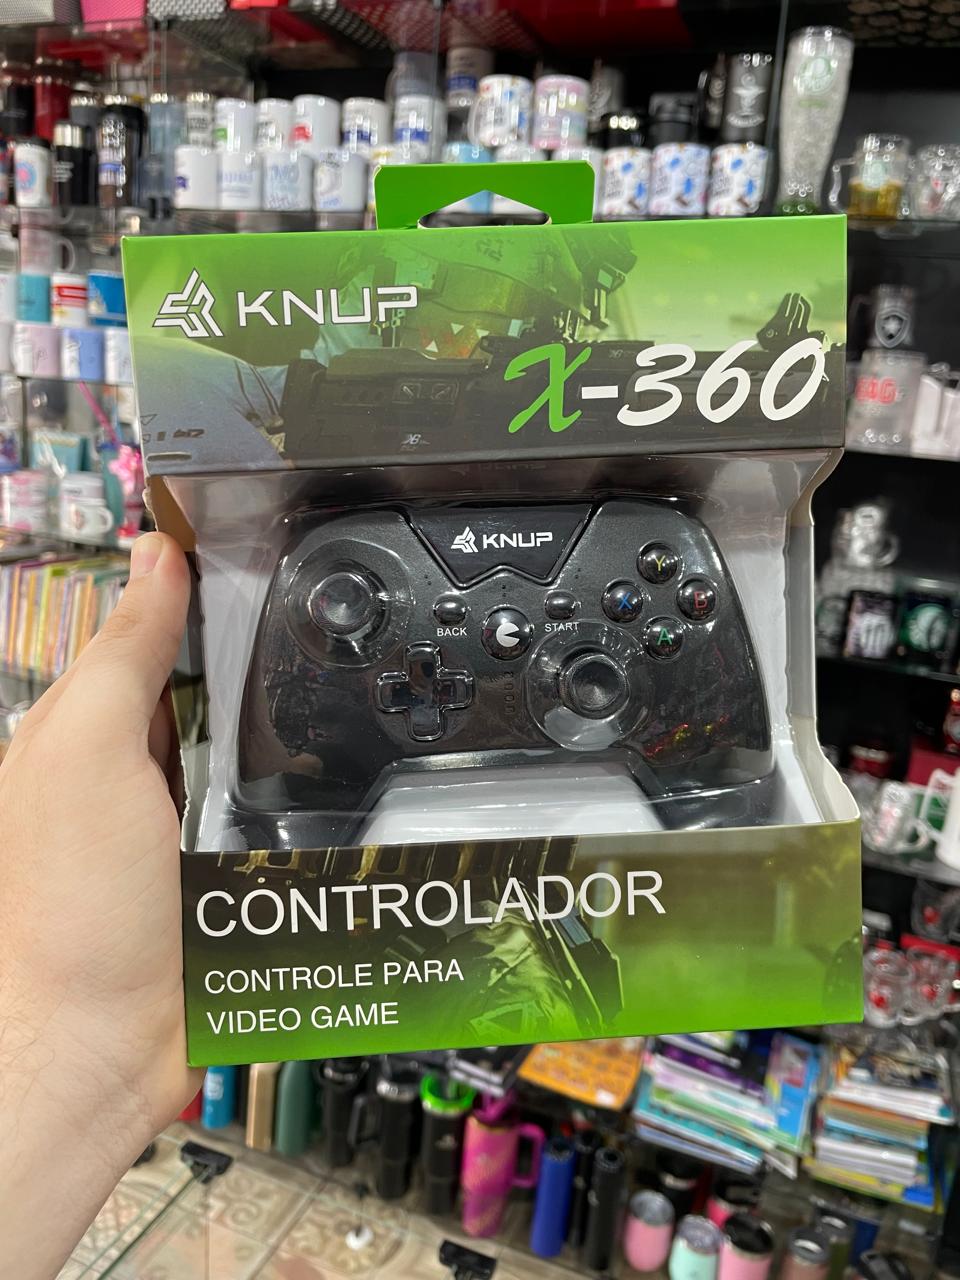 KNUP
X-360
KNUP
BACK
START
Y
X
B
A
CONTROLADOR
CONTROLE PARA
VIDEO GAME